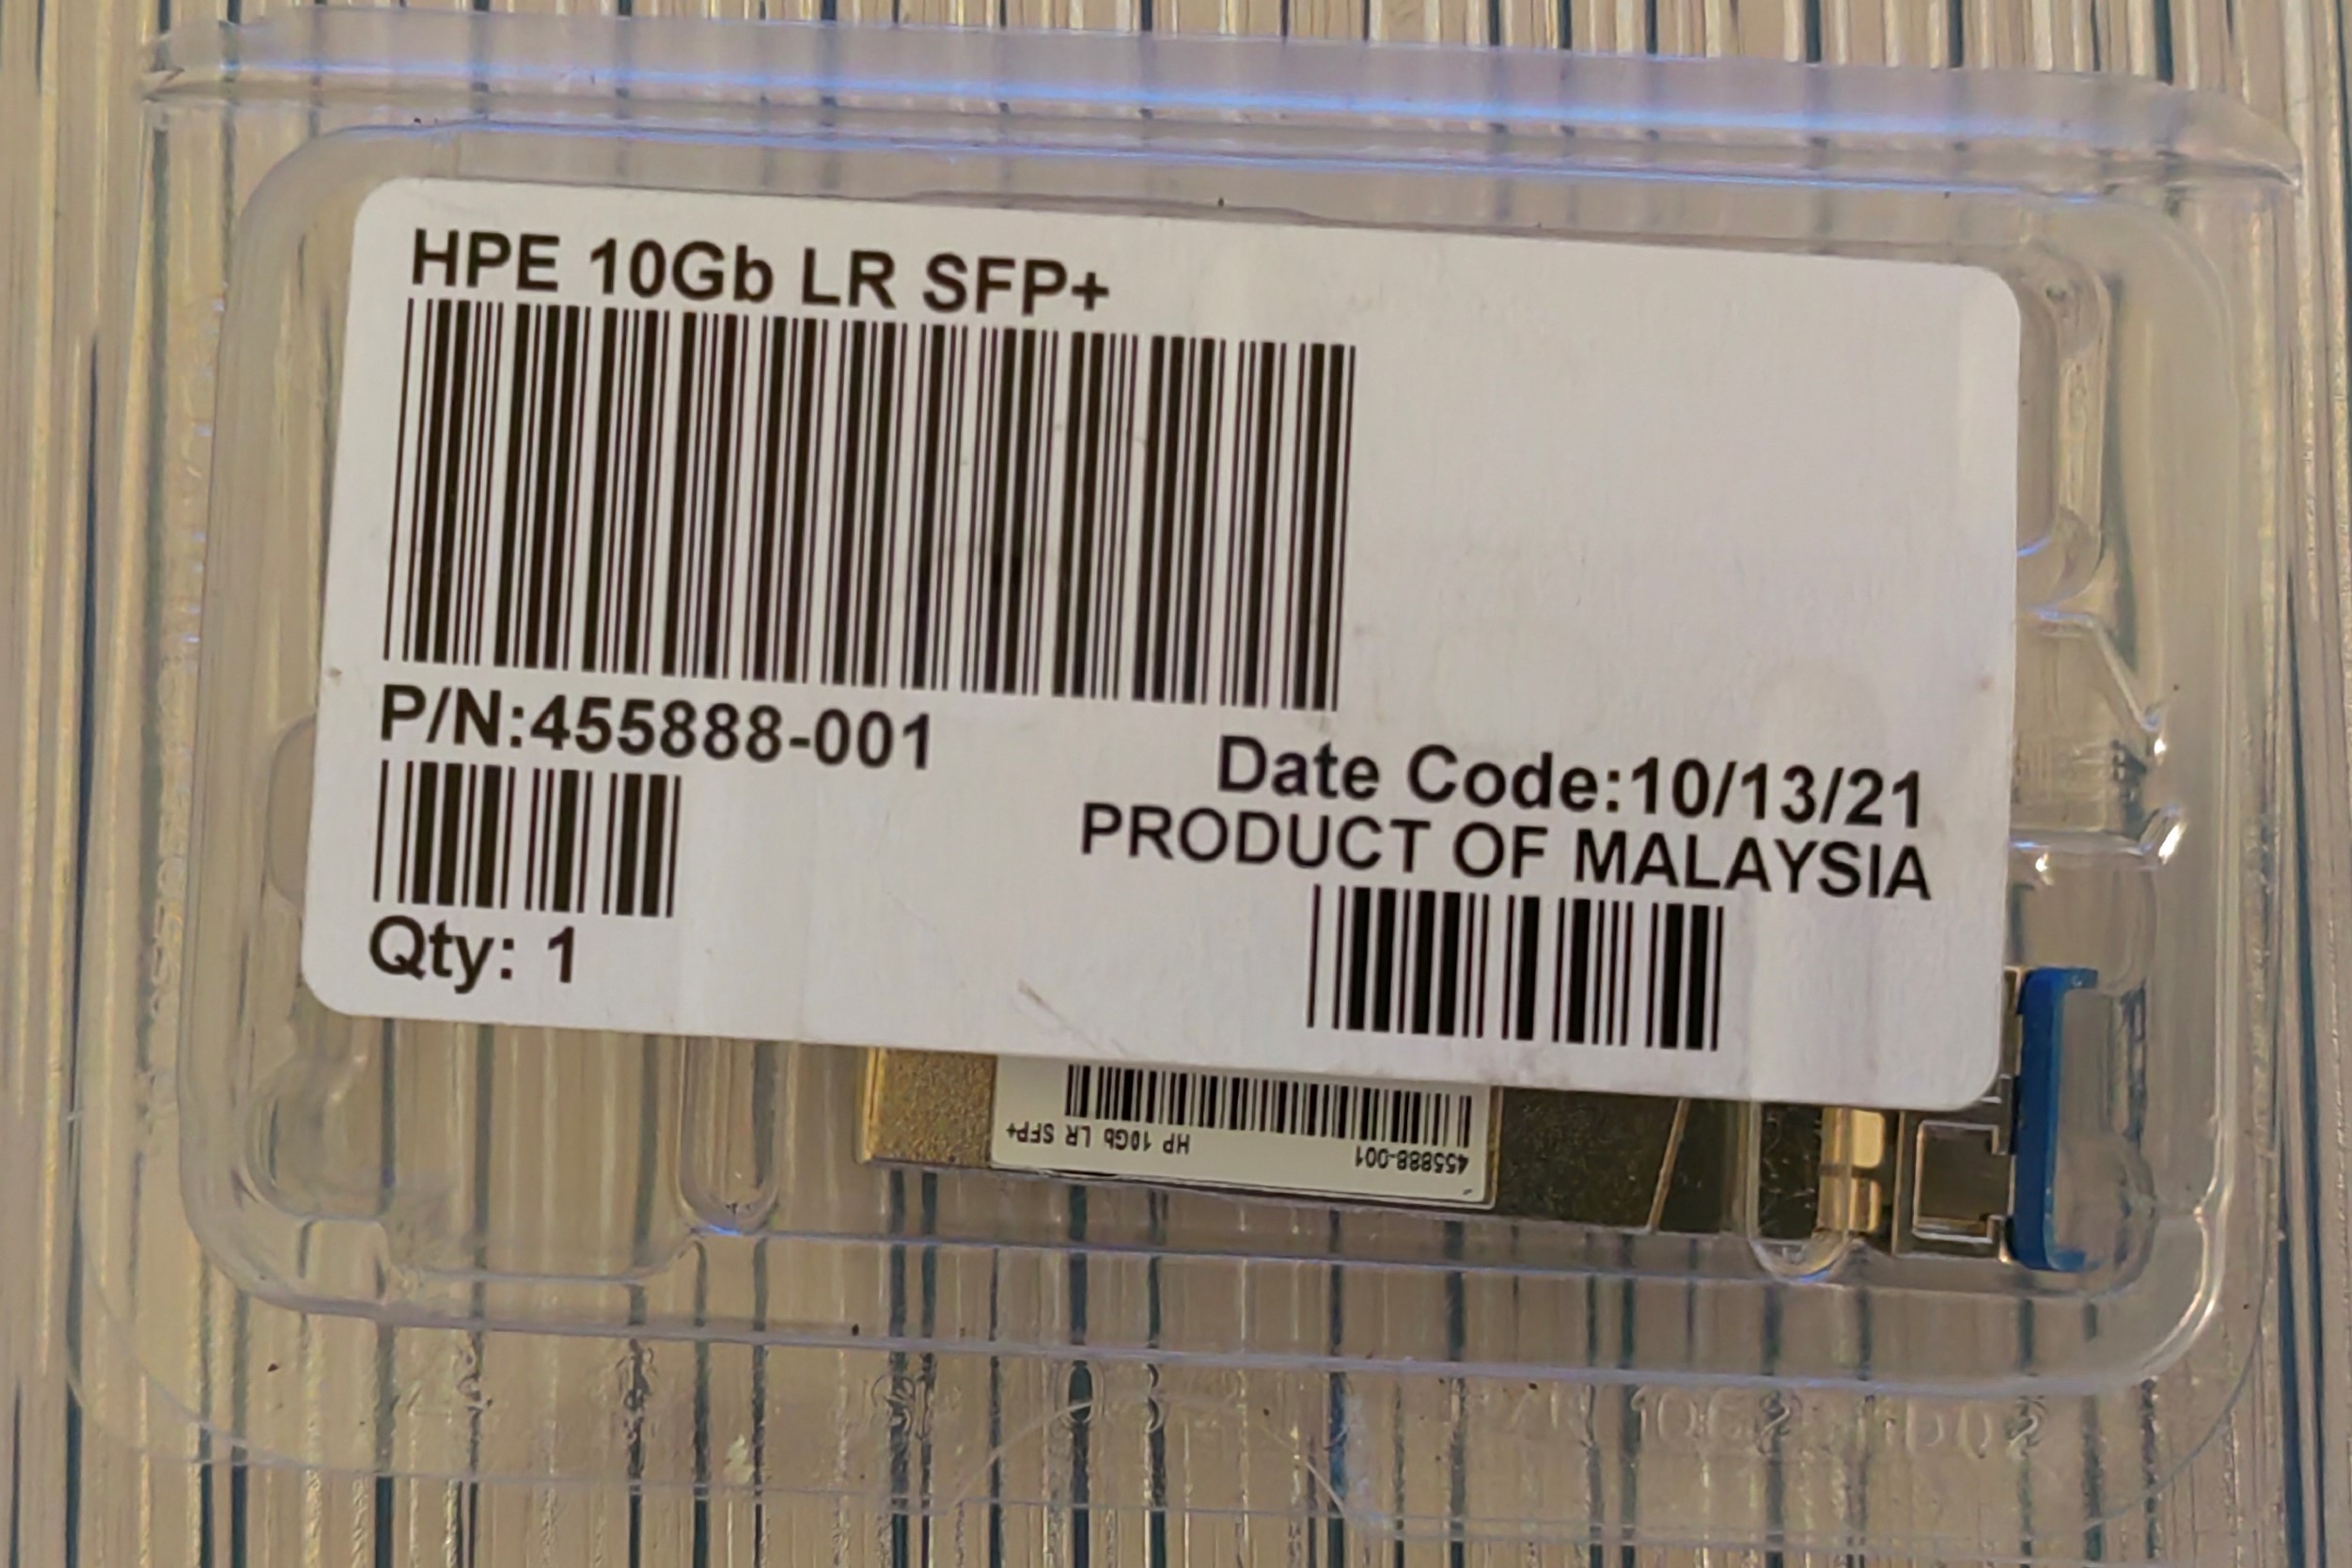 HPE 10Gb LR SFP+
P/N:455888-001
Date Code:10/13/21
PRODUCT OF MALAYSIA
Qty: 1
455888-001 HP 10Gb LR SFP+